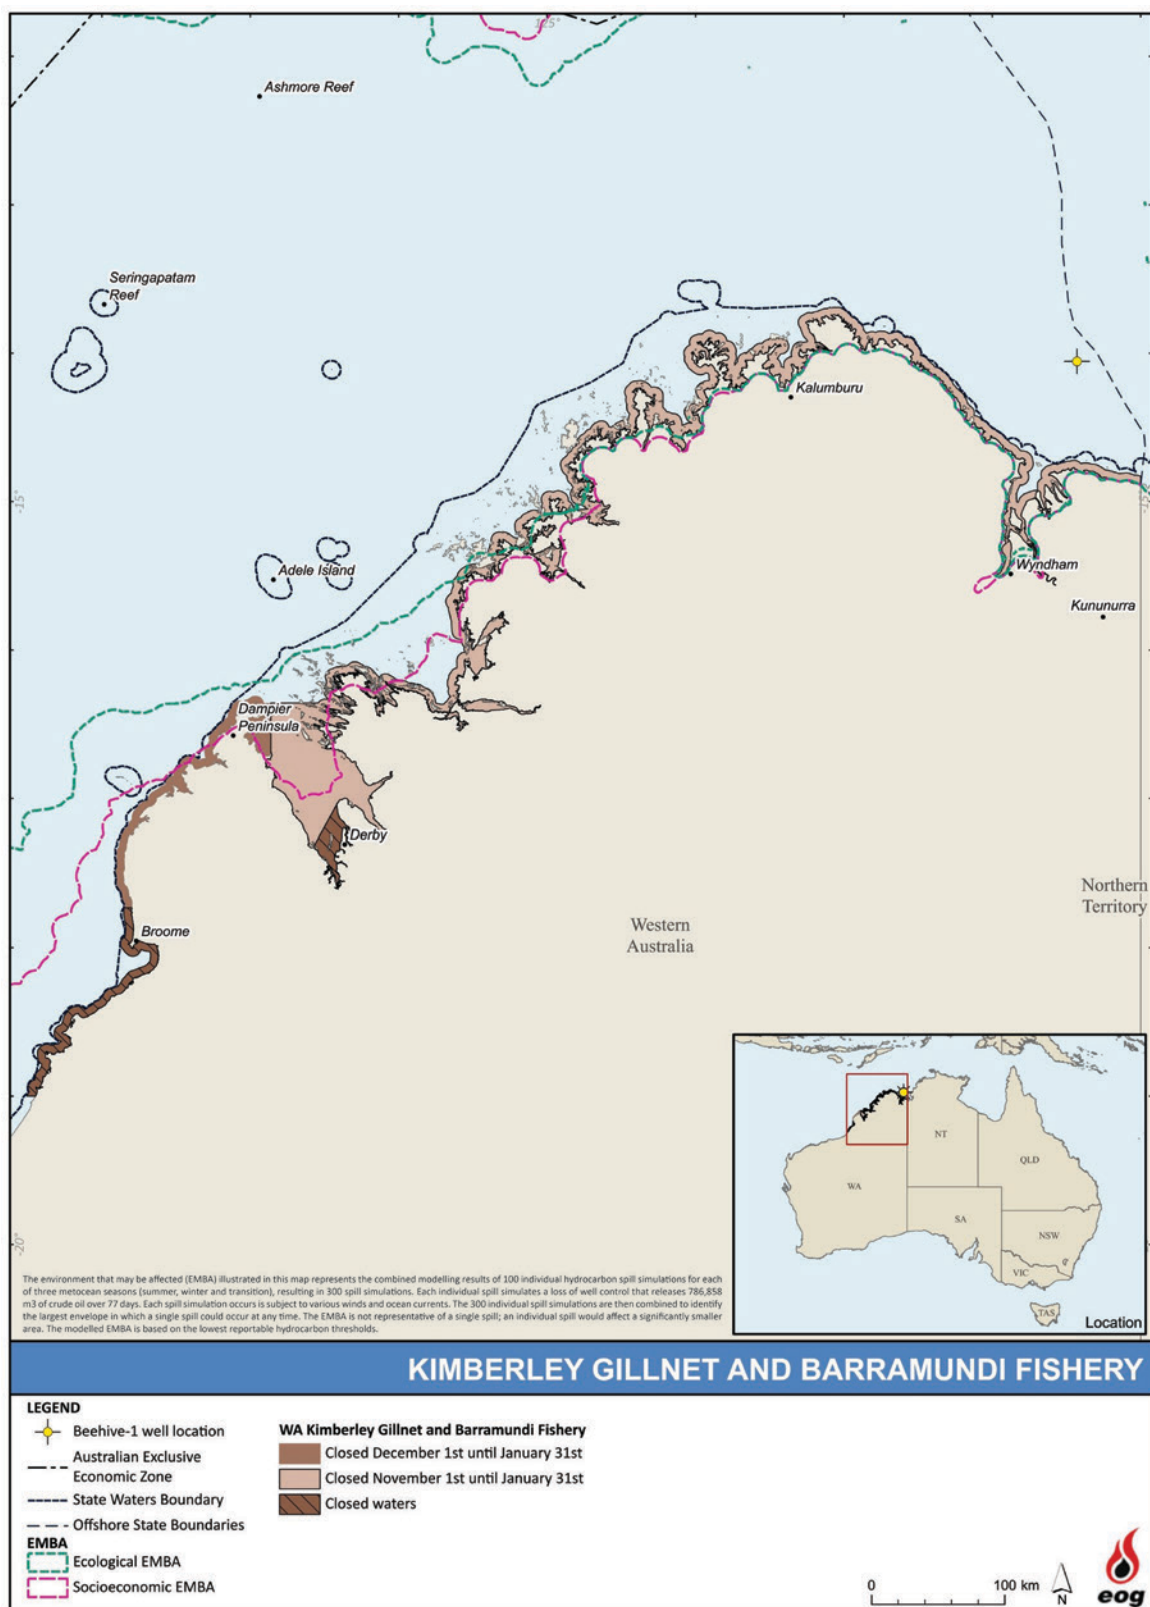 125°
Ashmore Reef
Seringapatam
Reef
Kalumburu
-15°
-15°
Adele Island
Wyndham
Kununurra
Dampier
Peninsula
Derby
Northern
Territory
Western
Australia
Broome
-20°
NT
QLD
WA
SA
NSW
VIC
TAS
Location
The environment that may be affected (EMBA) illustrated in this map represents the combined modelling results of 100 individual hydrocarbon spill simulations for each
of three metocean seasons (summer, winter and transition), resulting in 300 spill simulations. Each individual spill simulates a loss of well control that releases 786,858
m3 of crude oil over 77 days. Each spill simulation occurs is subject to various winds and ocean currents. The 300 individual spill simulations are then combined to identify
the largest envelope in which a single spill could occur at any time. The EMBA is not representative of a single spill; an individual spill would affect a significantly smaller
area. The modelled EMBA is based on the lowest reportable hydrocarbon thresholds.
KIMBERLEY GILLNET AND BARRAMUNDI FISHERY
LEGEND
Beehive-1 well location
Australian Exclusive
Economic Zone
State Waters Boundary
Offshore State Boundaries
EMBA
Ecological EMBA
Socioeconomic EMBA
WA Kimberley Gillnet and Barramundi Fishery
Closed December 1st until January 31st
Closed November 1st until January 31st
Closed waters
0 100 km
N
eog